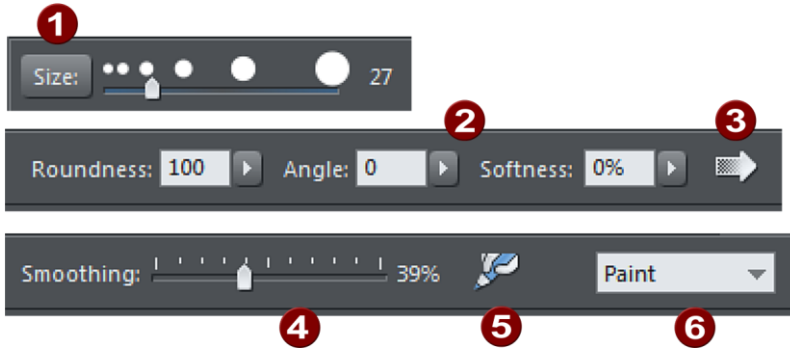 1
Size: 27
2 3
Roundness: 100 Angle: 0 Softness: 0%
Smoothing: 39% Paint
4 5 6